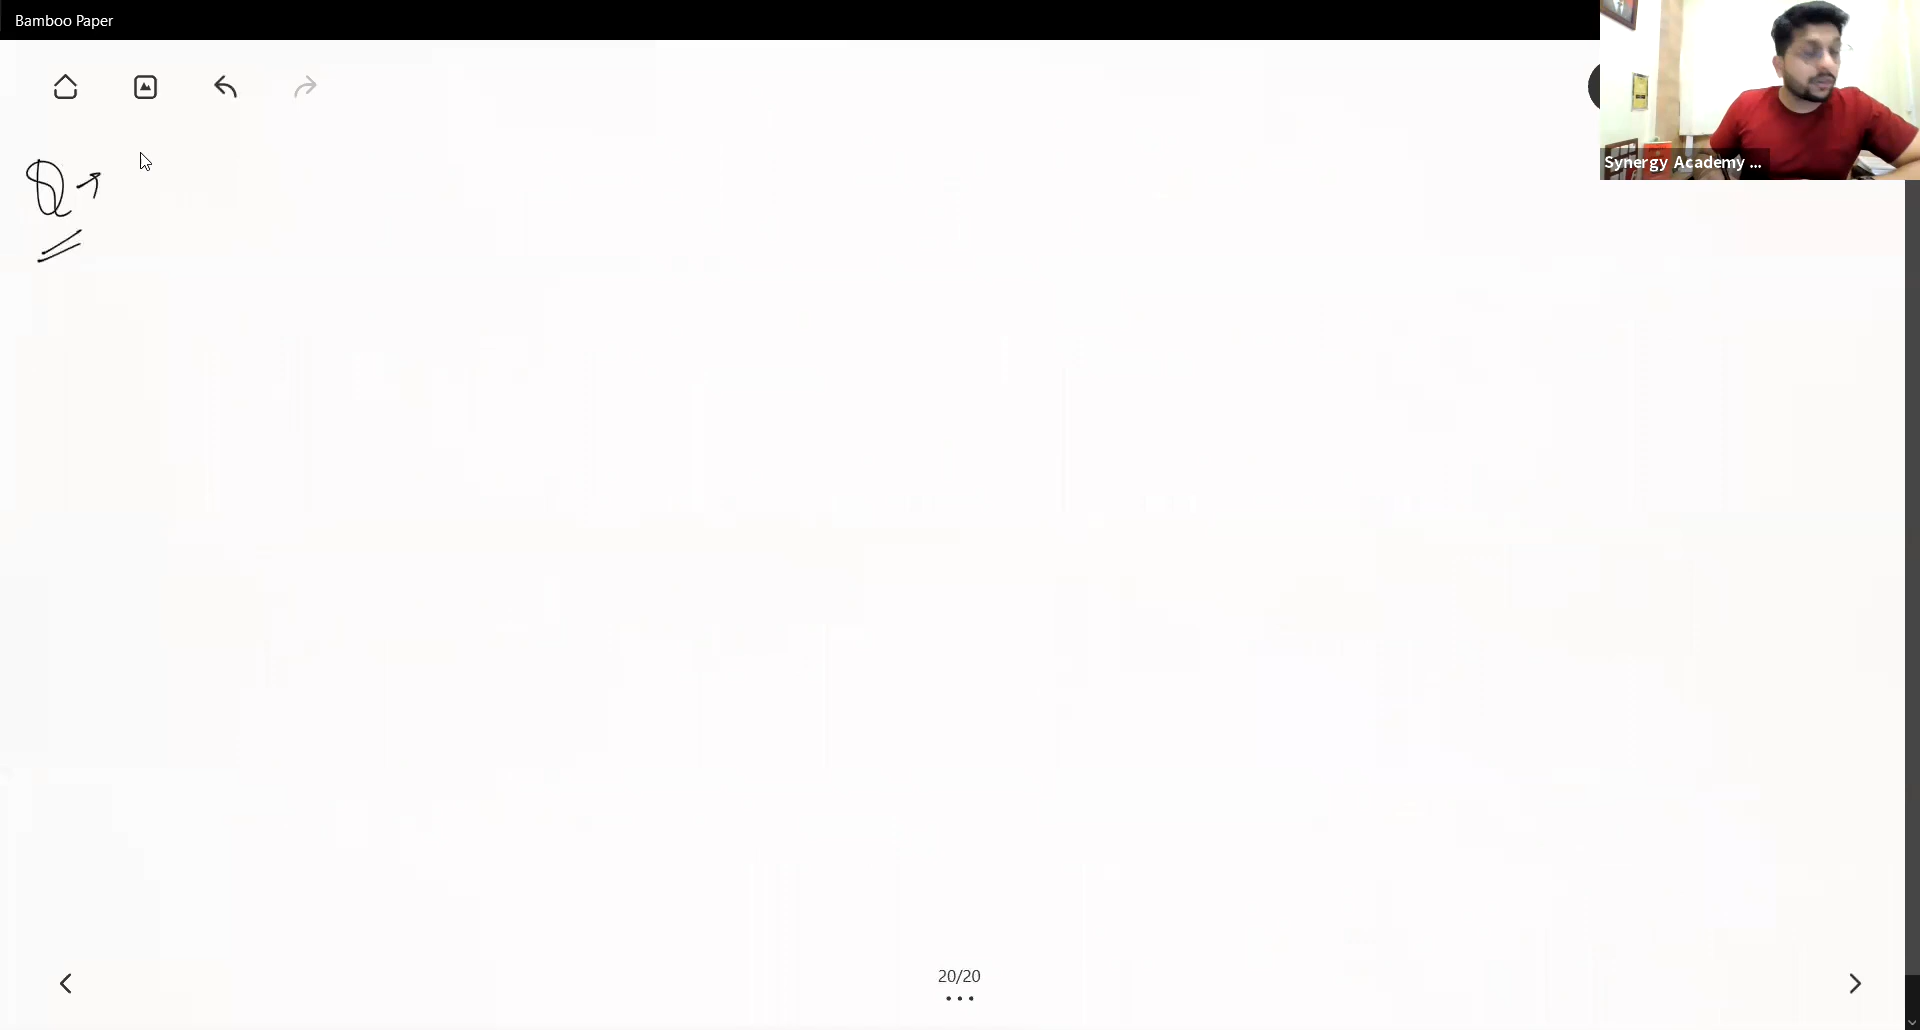 Bamboo Paper
Synergy Academy ...
Q →
20/20